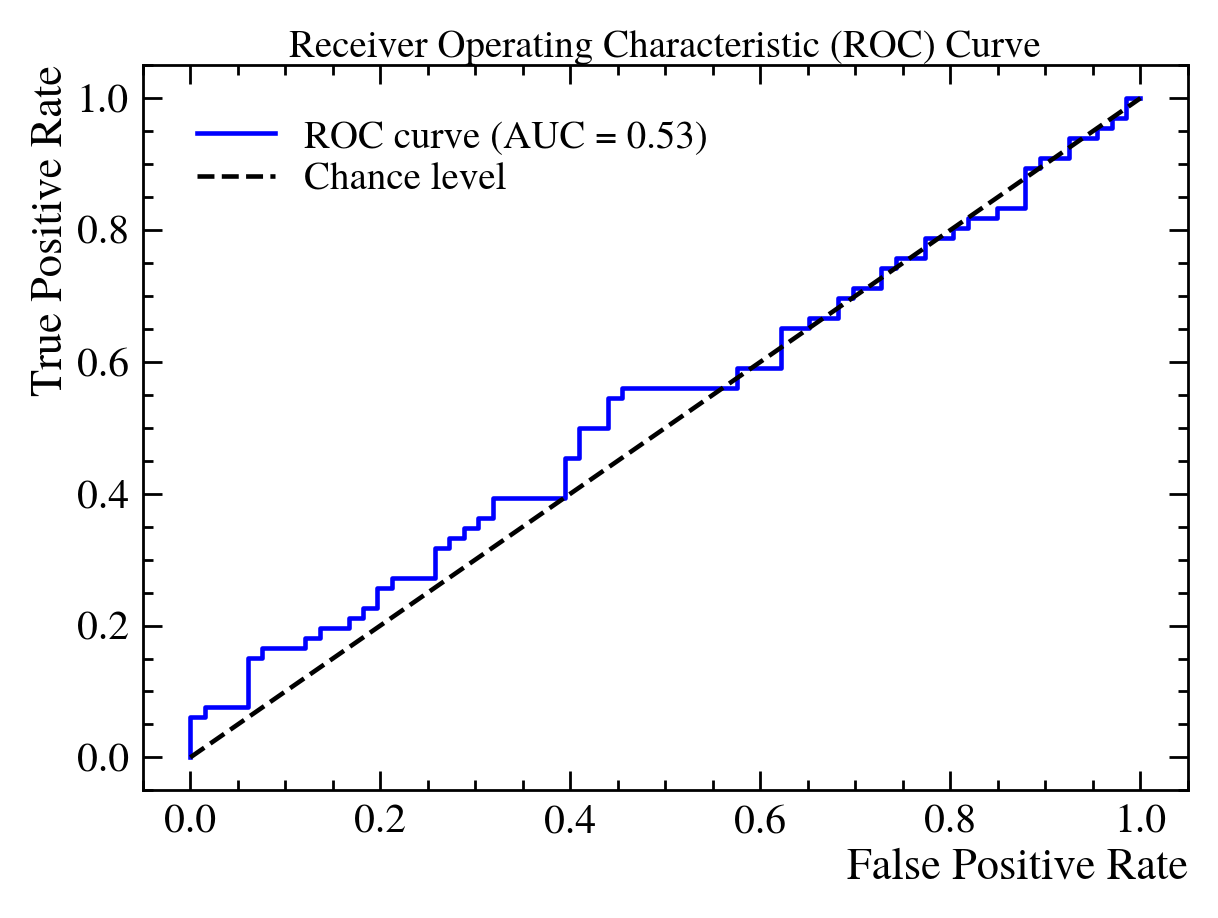 Receiver Operating Characteristic (ROC) Curve
True Positive Rate
1.0
0.8
0.6
0.4
0.2
0.0
ROC curve (AUC = 0.53)
Chance level
0.0 0.2 0.4 0.6 0.8 1.0
False Positive Rate